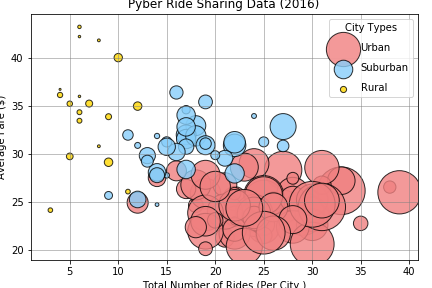 Pyber Ride Sharing Data (2016)
City Types
Urban
Suburban
Rural
40
35
30
25
20
Average Fare ($)
5 10 15 20 25 30 35 40
Total Number of Rides (Per City )